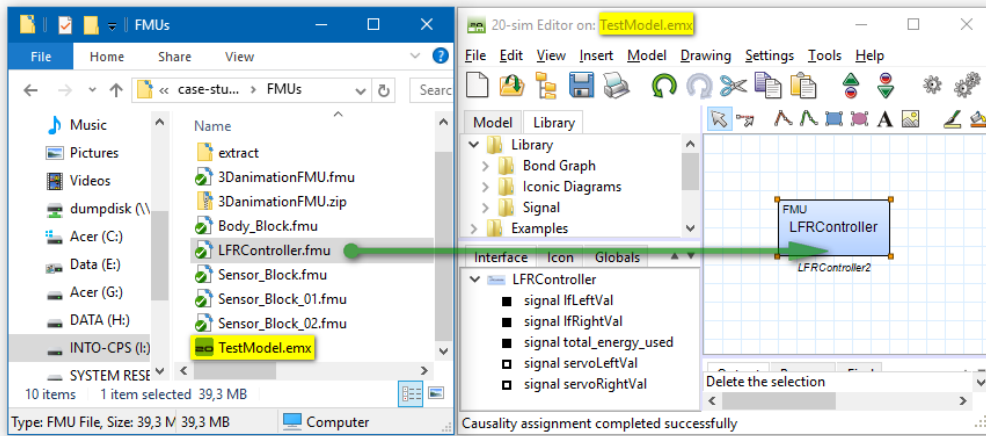 FMUs
File Home Share View
« case-stu... > FMUs
Searc
Music
Pictures
Videos
dumpdisk (\\
Acer (C:)
Data (E:)
Acer (G:)
DATA (H:)
INTO-CPS (I:)
SYSTEM RESE
Name
extract
3DanimationFMU.fmu
3DanimationFMU.zip
Body_Block.fmu
LFRController.fmu
Sensor_Block.fmu
Sensor_Block_01.fmu
Sensor_Block_02.fmu
TestModel.emx
10 items 1 item selected 39,3 MB
Type: FMU File, Size: 39,3 M 39,3 MB Computer
20-sim Editor on: TestModel.emx
File Edit View Insert Model Drawing Settings Tools Help
Model Library
Library
Bond Graph
Iconic Diagrams
Signal
Examples
Interface Icon Globals
LFRController
signal lfLeftVal
signal lfRightVal
signal total_energy_used
signal servoLeftVal
signal servoRightVal
A
FMU
LFRController
LFRController2
Delete the selection
Causality assignment completed successfully